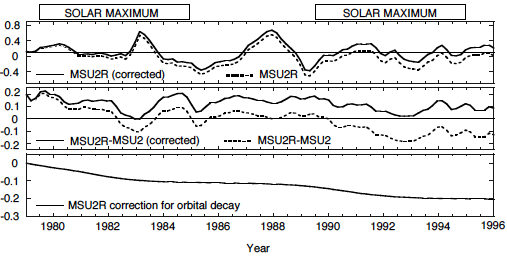 SOLAR MAXIMUM SOLAR MAXIMUM
0.8
0.4
0
-0.4
MSU2R (corrected) MSU2R
0.2
0.1
0
-0.1
-0.2
MSU2R-MSU2 (corrected) MSU2R-MSU2
0
-0.1
-0.2
-0.3
MSU2R correction for orbital decay
1980 1982 1984 1986 1988 1990 1992 1994 1996
Year